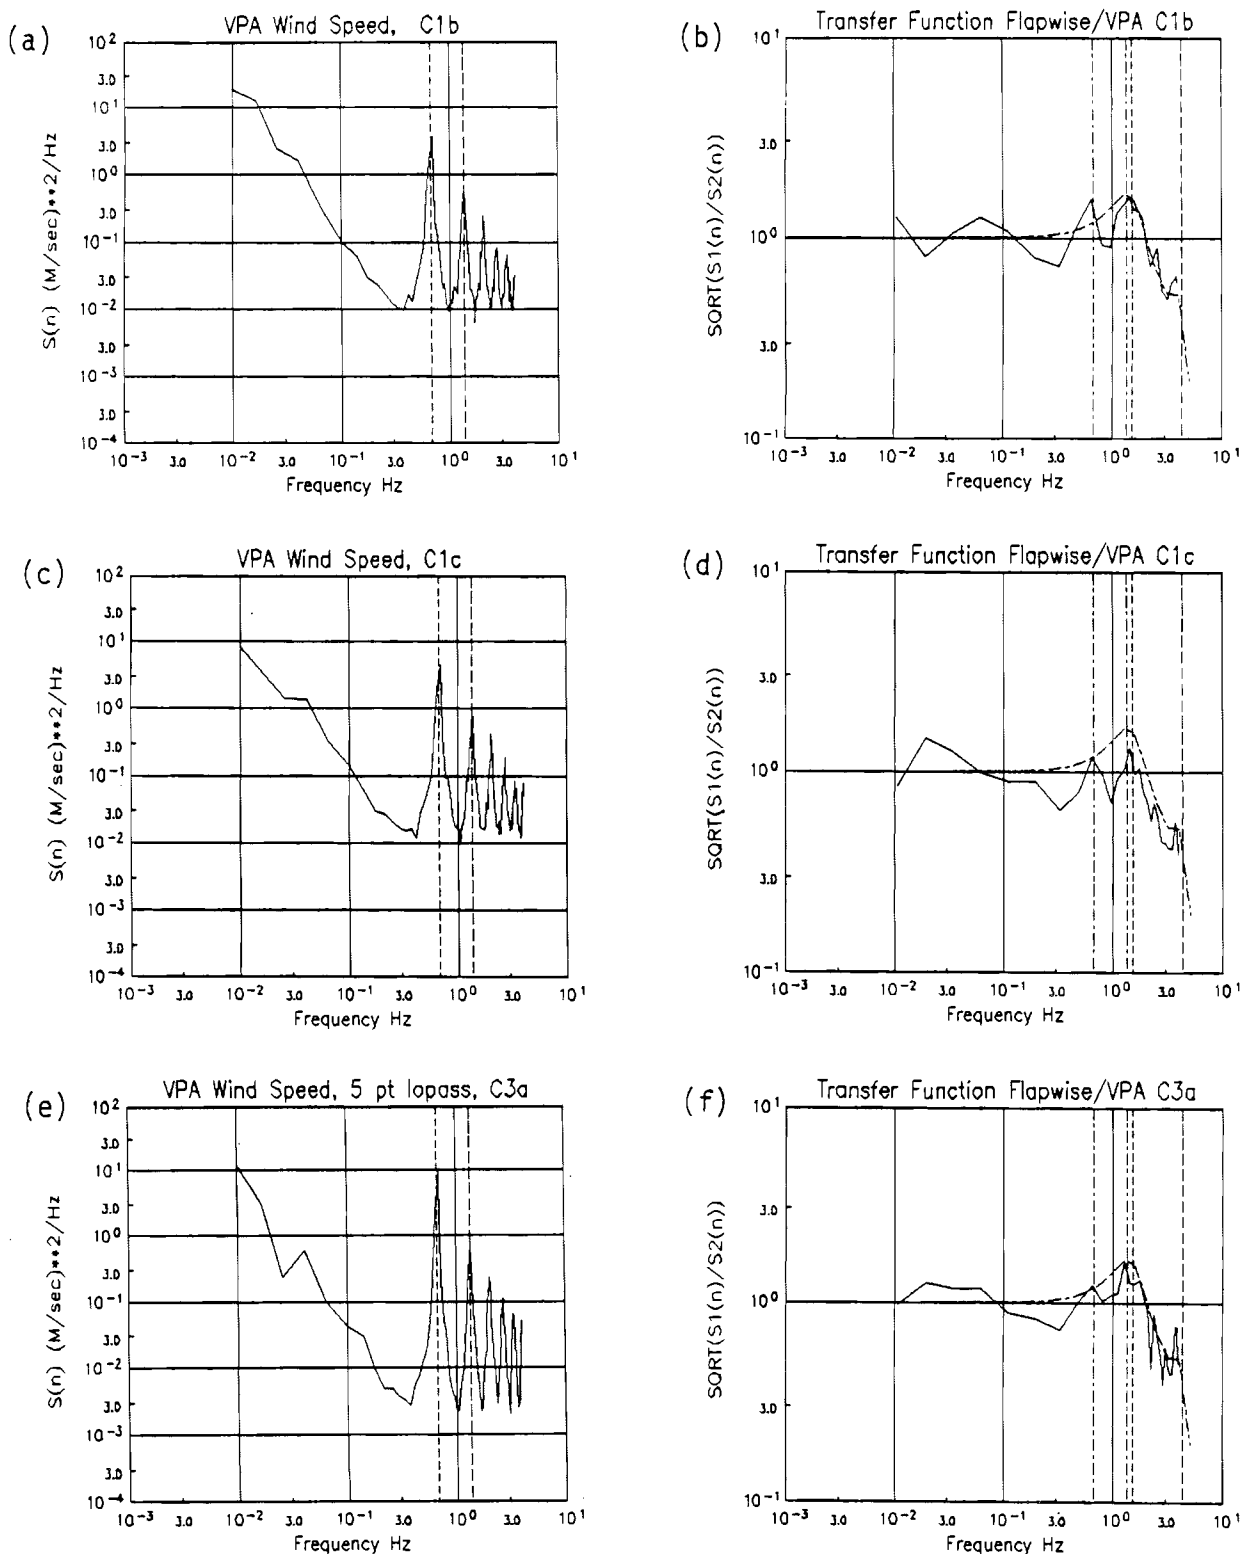 (a)
VPA Wind Speed, C1b
S(n) (M/sec)**2/Hz
10² 3.0 10¹ 3.0 10⁰ 3.0 10⁻¹ 3.0 10⁻² 3.0 10⁻³ 3.0 10⁻⁴
10⁻³ 3.0 10⁻² 3.0 10⁻¹ 3.0 10⁰ 3.0 10¹
Frequency Hz
(b)
Transfer Function Flapwise/VPA C1b
SQRT(S1(n)/S2(n))
10¹ 3.0 10⁰ 3.0 10⁻¹
10⁻³ 3.0 10⁻² 3.0 10⁻¹ 3.0 10⁰ 3.0 10¹
Frequency Hz
(c)
VPA Wind Speed, C1c
S(n) (M/sec)**2/Hz
10² 3.0 10¹ 3.0 10⁰ 3.0 10⁻¹ 3.0 10⁻² 3.0 10⁻³ 3.0 10⁻⁴
10⁻³ 3.0 10⁻² 3.0 10⁻¹ 3.0 10⁰ 3.0 10¹
Frequency Hz
(d)
Transfer Function Flapwise/VPA C1c
SQRT(S1(n)/S2(n))
10¹ 3.0 10⁰ 3.0 10⁻¹
10⁻³ 3.0 10⁻² 3.0 10⁻¹ 3.0 10⁰ 3.0 10¹
Frequency Hz
(e)
VPA Wind Speed, 5 pt lopass, C3a
S(n) (M/sec)**2/Hz
10² 3.0 10¹ 3.0 10⁰ 3.0 10⁻¹ 3.0 10⁻² 3.0 10⁻³ 3.0 10⁻⁴
10⁻³ 3.0 10⁻² 3.0 10⁻¹ 3.0 10⁰ 3.0 10¹
Frequency Hz
(f)
Transfer Function Flapwise/VPA C3a
SQRT(S1(n)/S2(n))
10¹ 3.0 10⁰ 3.0 10⁻¹
10⁻³ 3.0 10⁻² 3.0 10⁻¹ 3.0 10⁰ 3.0 10¹
Frequency Hz